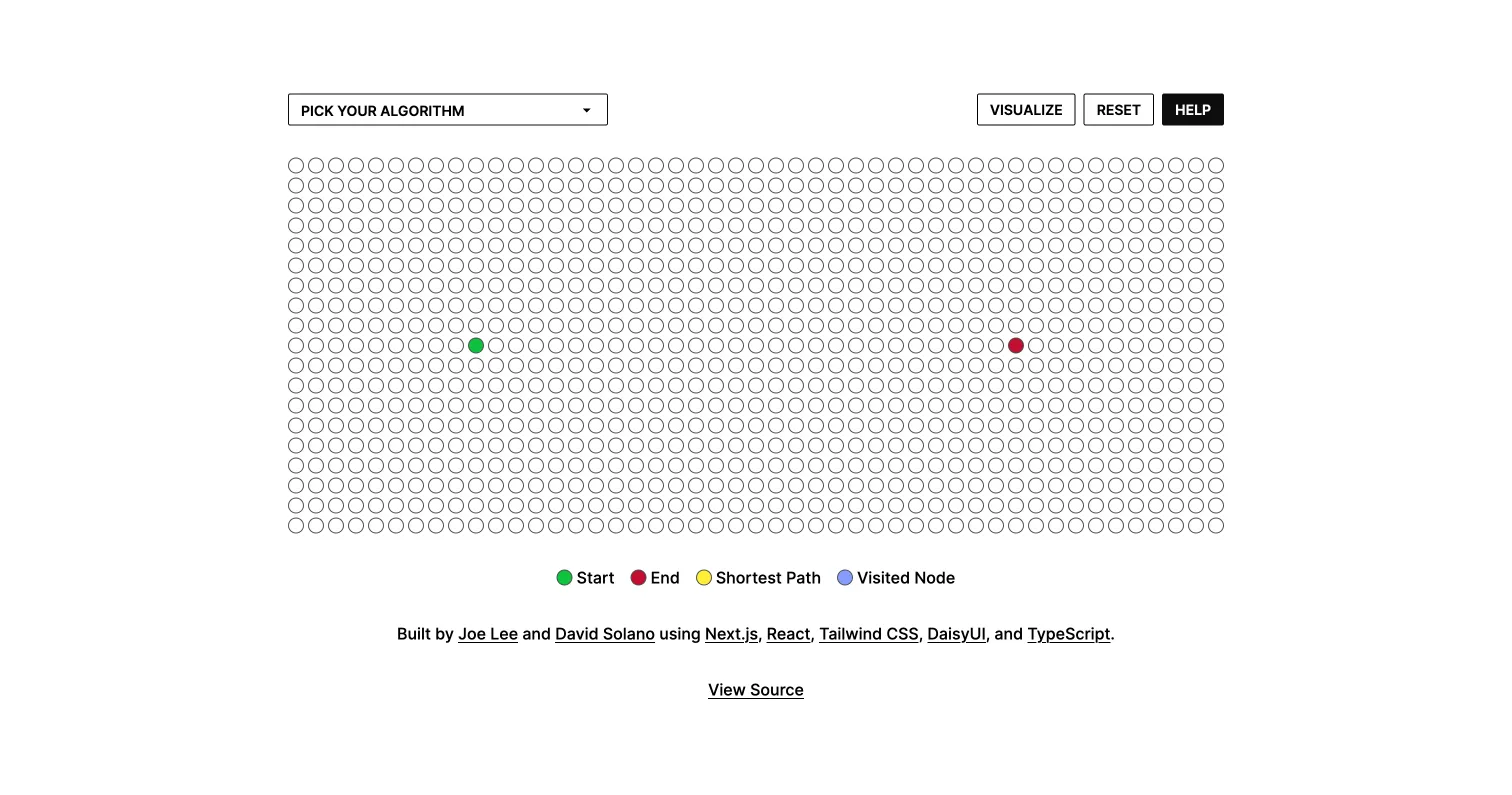 PICK YOUR ALGORITHM
VISUALIZE RESET HELP
Start End Shortest Path Visited Node
Built by Joe Lee and David Solano using Next.js, React, Tailwind CSS, DaisyUI, and TypeScript.
View Source